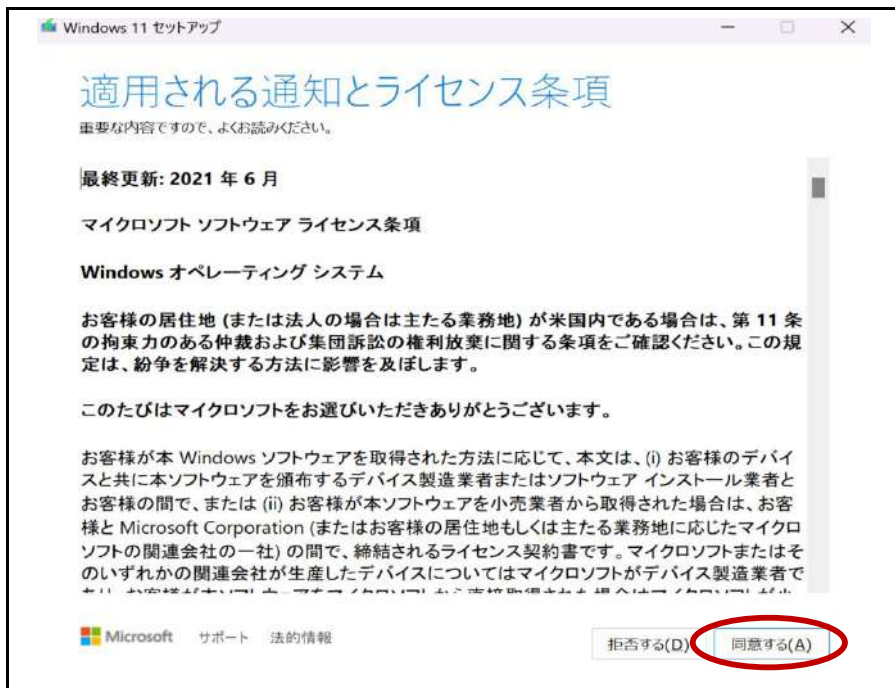 Windows 11 セットアップ
適用される通知とライセンス条項
重要な内容ですので、よくお読みください。
最終更新: 2021 年 6 月
マイクロソフト ソフトウェア ライセンス条項
Windows オペレーティング システム
お客様の居住地 (または法人の場合は主たる業務地) が米国内である場合は、第 11 条
の拘束力のある仲裁および集団訴訟の権利放棄に関する条項をご確認ください。この規
定は、紛争を解決する方法に影響を及ぼします。
このたびはマイクロソフトをお選びいただきありがとうございます。
お客様が本 Windows ソフトウェアを取得された方法に応じて、本文は、(i) お客様のデバイ
スと共に本ソフトウェアを頒布するデバイス製造業者またはソフトウェア インストール業者と
お客様の間で、または (ii) お客様が本ソフトウェアを小売業者から取得された場合は、お客
様と Microsoft Corporation (またはお客様の居住地もしくは主たる業務地に応じたマイクロ
ソフトの関連会社の一社) の間で、締結されるライセンス契約書です。マイクロソフトまたはそ
のいずれかの関連会社が生産したデバイスについてはマイクロソフトがデバイス製造業者で
Microsoft サポート 法的情報
拒否する(D) 同意する(A)